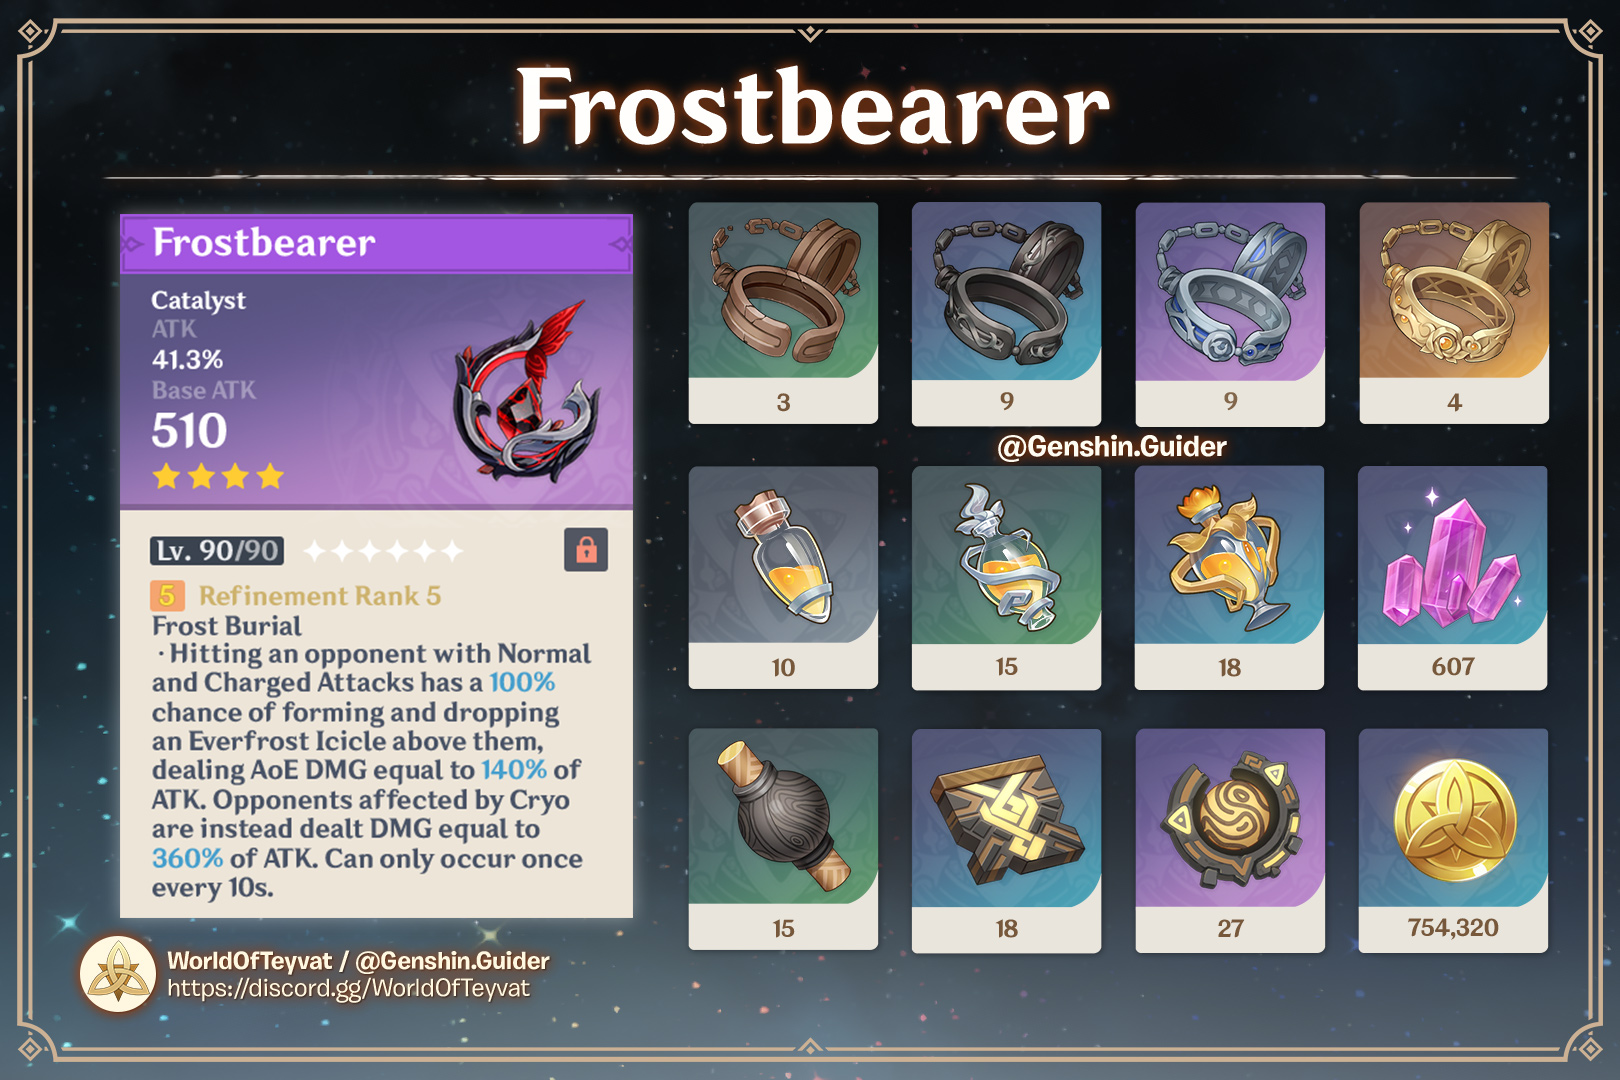 Frostbearer
Frostbearer
Catalyst
ATK
41.3%
Base ATK
510
Lv. 90/90
5 Refinement Rank 5
Frost Burial
· Hitting an opponent with Normal
and Charged Attacks has a 100%
chance of forming and dropping
an Everfrost Icicle above them,
dealing AoE DMG equal to 140% of
ATK. Opponents affected by Cryo
are instead dealt DMG equal to
360% of ATK. Can only occur once
every 10s.
3
9
9
4
@Genshin.Guider
10
15
18
607
15
18
27
754,320
WorldOfTeyvat / @Genshin.Guider
https://discord.gg/WorldOfTeyvat